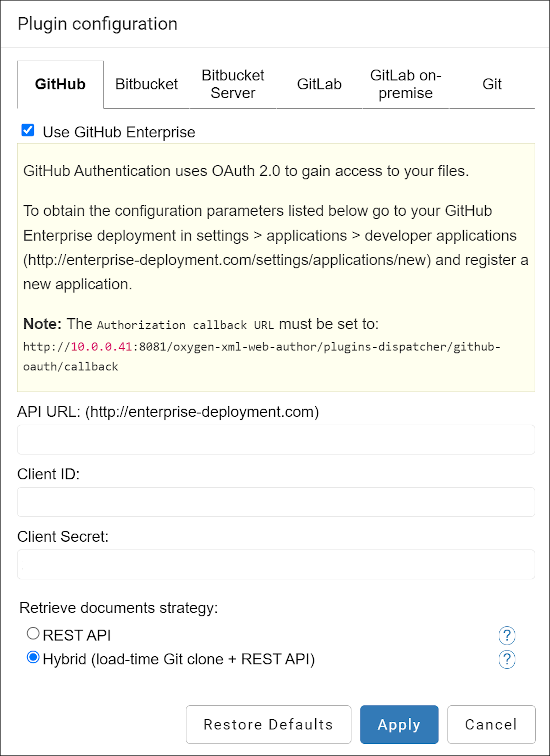 Plugin configuration
GitHub
Bitbucket
Bitbucket
Server
GitLab
GitLab on-
premise
Git
Use GitHub Enterprise
GitHub Authentication uses OAuth 2.0 to gain access to your files.
To obtain the configuration parameters listed below go to your GitHub
Enterprise deployment in settings > applications > developer applications
(http://enterprise-deployment.com/settings/applications/new) and register a
new application.
Note: The Authorization callback URL must be set to:
http://10.0.0.41:8081/oxygen-xml-web-author/plugins-dispatcher/github-
oauth/callback
API URL: (http://enterprise-deployment.com)
Client ID:
Client Secret:
Retrieve documents strategy:
REST API ?
Hybrid (load-time Git clone + REST API) ?
Restore Defaults Apply Cancel